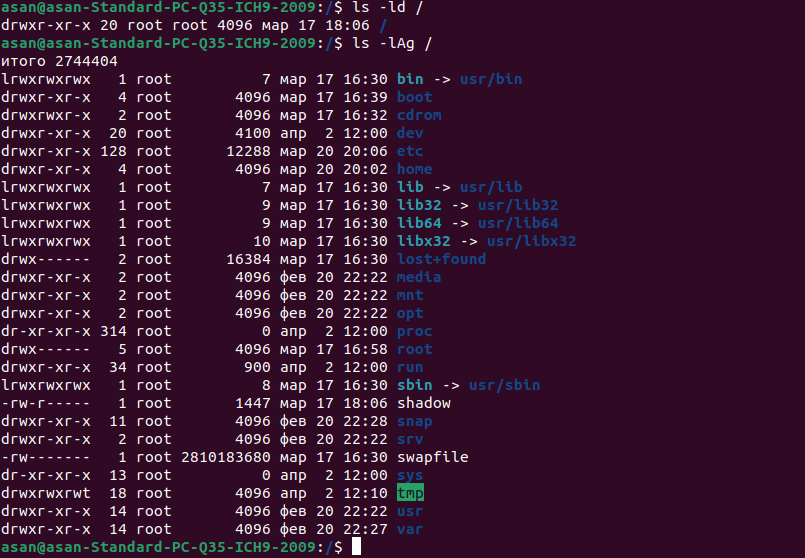 asan@asan-Standard-PC-Q35-ICH9-2009:/$ ls -ld /
drwxr-xr-x 20 root root 4096 мар 17 18:06 /
asan@asan-Standard-PC-Q35-ICH9-2009:/$ ls -lAg /
итого 2744404
lrwxrwxrwx   1 root          7 мар 17 16:30 bin -> usr/bin
drwxr-xr-x   4 root       4096 мар 17 16:39 boot
drwxrwxr-x   2 root       4096 мар 17 16:32 cdrom
drwxr-xr-x  20 root       4100 апр  2 12:00 dev
drwxr-xr-x 128 root      12288 мар 20 20:06 etc
drwxr-xr-x   4 root       4096 мар 20 20:02 home
lrwxrwxrwx   1 root          7 мар 17 16:30 lib -> usr/lib
lrwxrwxrwx   1 root          9 мар 17 16:30 lib32 -> usr/lib32
lrwxrwxrwx   1 root          9 мар 17 16:30 lib64 -> usr/lib64
lrwxrwxrwx   1 root         10 мар 17 16:30 libx32 -> usr/libx32
drwx------   2 root      16384 мар 17 16:30 lost+found
drwxr-xr-x   2 root       4096 фев 20 22:22 media
drwxr-xr-x   2 root       4096 фев 20 22:22 mnt
drwxr-xr-x   2 root       4096 фев 20 22:22 opt
dr-xr-xr-x 314 root          0 апр  2 12:00 proc
drwx------   5 root       4096 мар 17 16:58 root
drwxr-xr-x  34 root        900 апр  2 12:00 run
lrwxrwxrwx   1 root          8 мар 17 16:30 sbin -> usr/sbin
-rw-r-----   1 root       1447 мар 17 18:06 shadow
drwxr-xr-x  11 root       4096 фев 20 22:28 snap
drwxr-xr-x   2 root       4096 фев 20 22:22 srv
-rw-------   1 root 2810183680 мар 17 16:30 swapfile
dr-xr-xr-x  13 root          0 апр  2 12:00 sys
drwxrwxrwt  18 root       4096 апр  2 12:10 tmp
drwxr-xr-x  14 root       4096 фев 20 22:22 usr
drwxr-xr-x  14 root       4096 фев 20 22:27 var
asan@asan-Standard-PC-Q35-ICH9-2009:/$